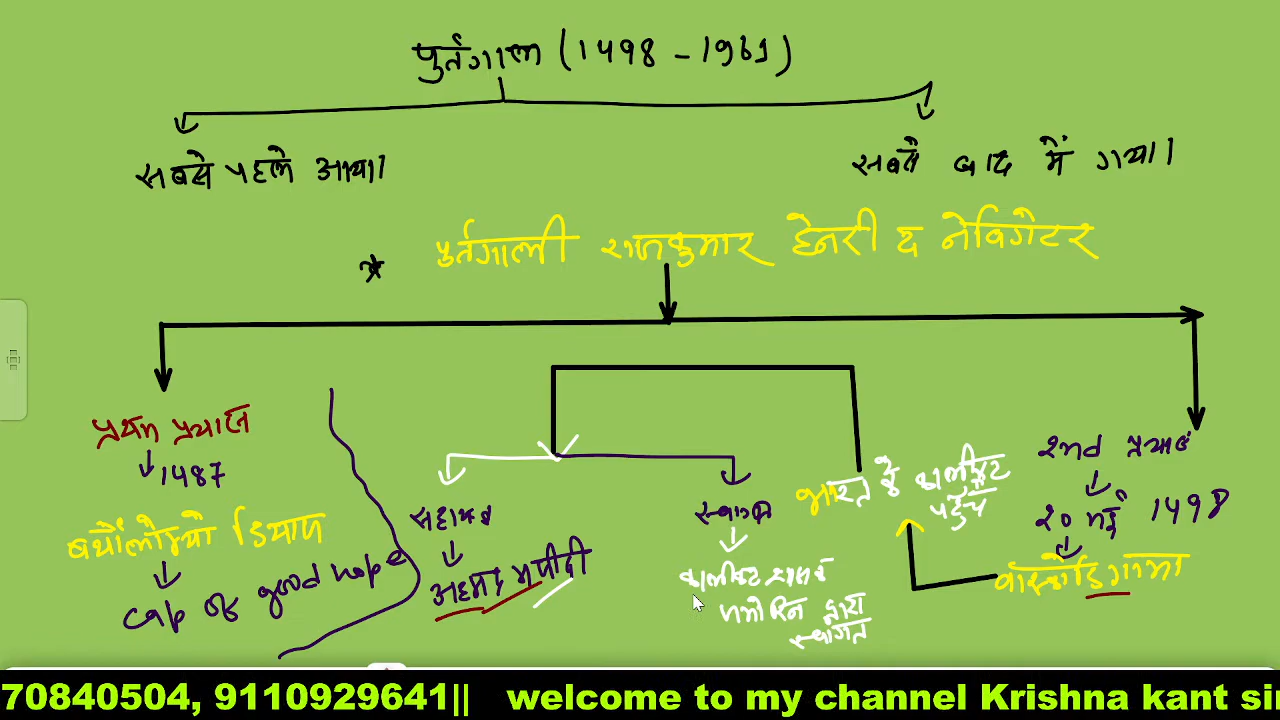 पुर्तगाल (1498 - 1961)
सबसे पहले आया।
सबसे बाद में गया।
* पुर्तगाली राजकुमार हेनरी द नेविगेटर
प्रथम प्रयास
1487
बर्थोलोम्यो डियाज
Cap of good hope
सहायक
अहमद मजीदी
स्वागत
कालीकट शासक
जमोरिन द्वारा
स्वागत
भारत के कालीकट
पहुँचे
2nd प्रयास
20 मई 1498
वास्कोडिगामा
70840504, 9110929641|| welcome to my channel Krishna kant sin